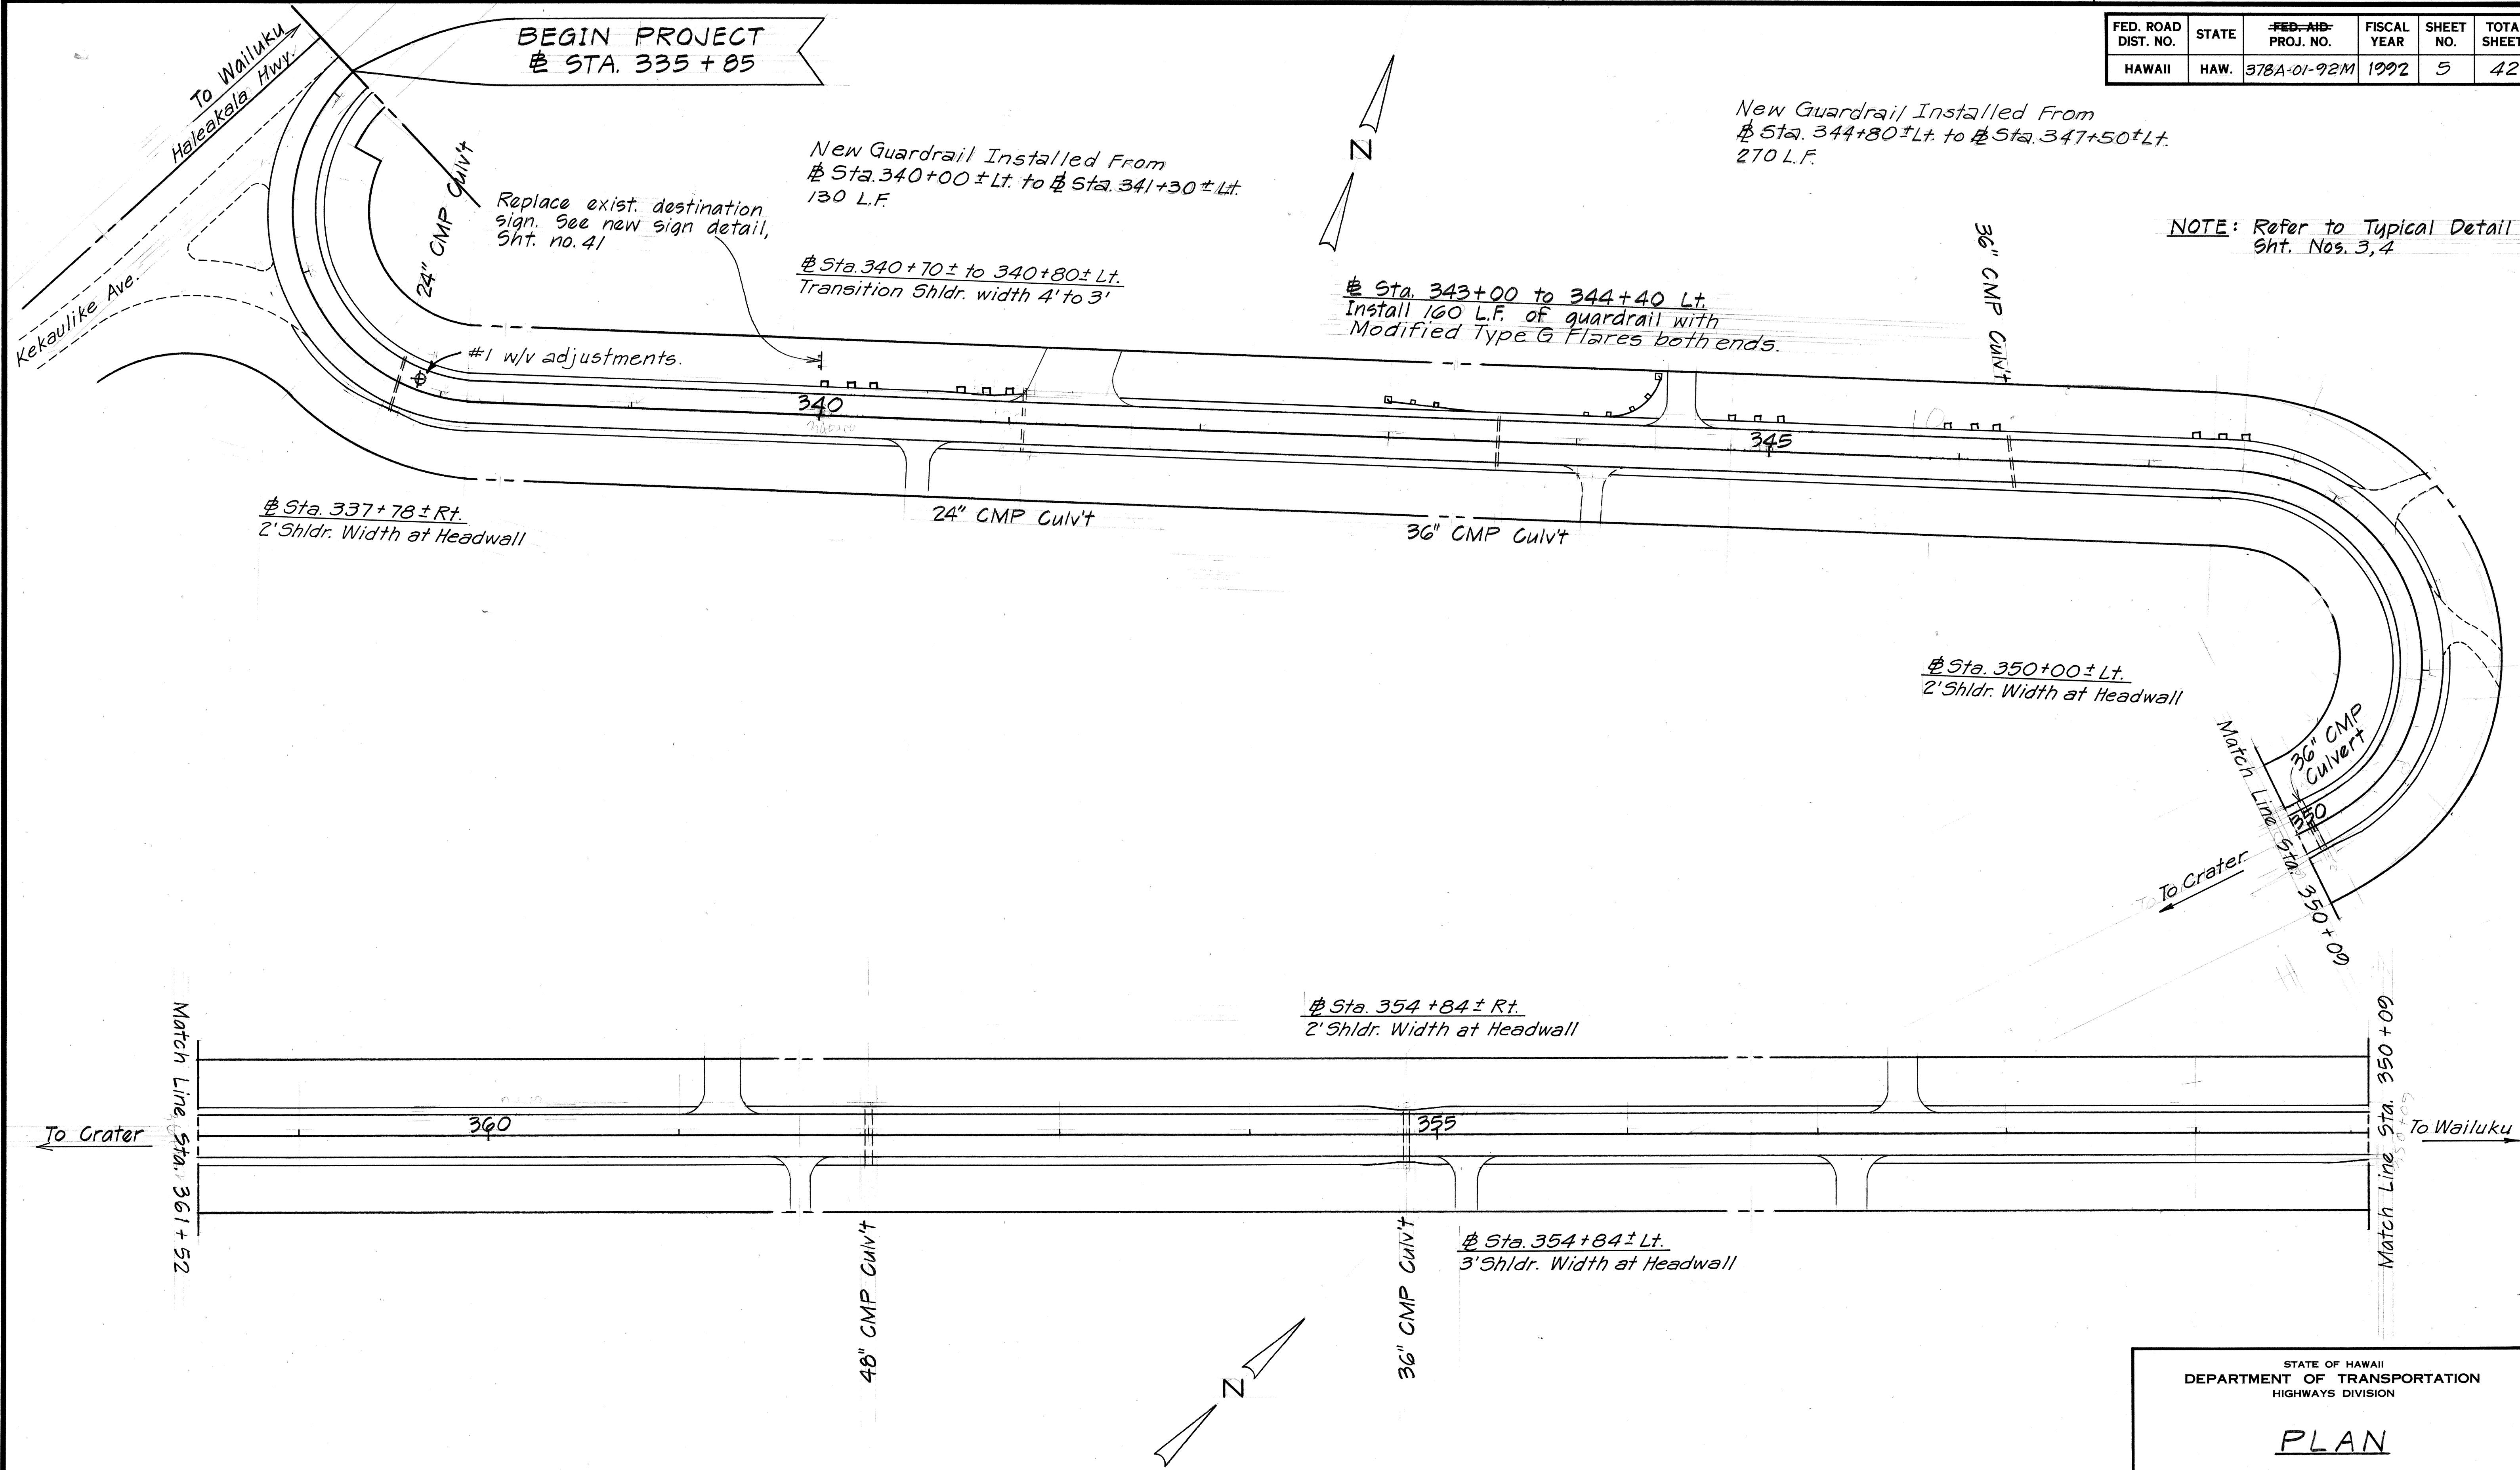 FED. ROAD DIST. NO.
STATE
FED. AID PROJ. NO.
FISCAL YEAR
SHEET NO.
HAWAII
HAW.
378A-01-92M
1992
5
42
BEGIN PROJECT
℄ STA. 335 + 85
To Wailuku
Haleakala Hwy.
Kekaulike Ave.
24" CMP Culv't
Replace exist. destination
sign. See new sign detail,
Sht. no. 41
New Guardrail Installed From
℄ Sta. 340+00 ± Lt. to ℄ Sta. 341+30 ± Lt.
130 L.F.
℄ Sta. 340+70 ± to 340+80 ± Lt.
Transition Shldr. width 4' to 3'
N
New Guardrail Installed From
℄ Sta. 344+80 ± Lt. to ℄ Sta. 347+50 ± Lt.
270 L.F.
NOTE: Refer to Typical Detail
Sht. Nos. 3,4
℄ Sta. 343+00 to 344+40 Lt.
Install 160 L.F. of guardrail with
Modified Type G Flares both ends.
36" CMP Culv't
#1 w/v adjustments.
340
345
℄ Sta. 337+78 ± Rt.
2' Shldr. Width at Headwall
24" CMP Culv't
36" CMP Culv't
℄ Sta. 350+00 ± Lt.
2' Shldr. Width at Headwall
36" CMP
Culvert
350
Match Line Sta. 350+09
To Crater
℄ Sta. 354+84 ± Rt.
2' Shldr. Width at Headwall
Match Line Sta. 361+52
To Crater
360
355
Match Line Sta. 350+09
To Wailuku
48" CMP Culv't
36" CMP Culv't
℄ Sta. 354+84 ± Lt.
3' Shldr. Width at Headwall
N
STATE OF HAWAII
DEPARTMENT OF TRANSPORTATION
HIGHWAYS DIVISION
PLAN